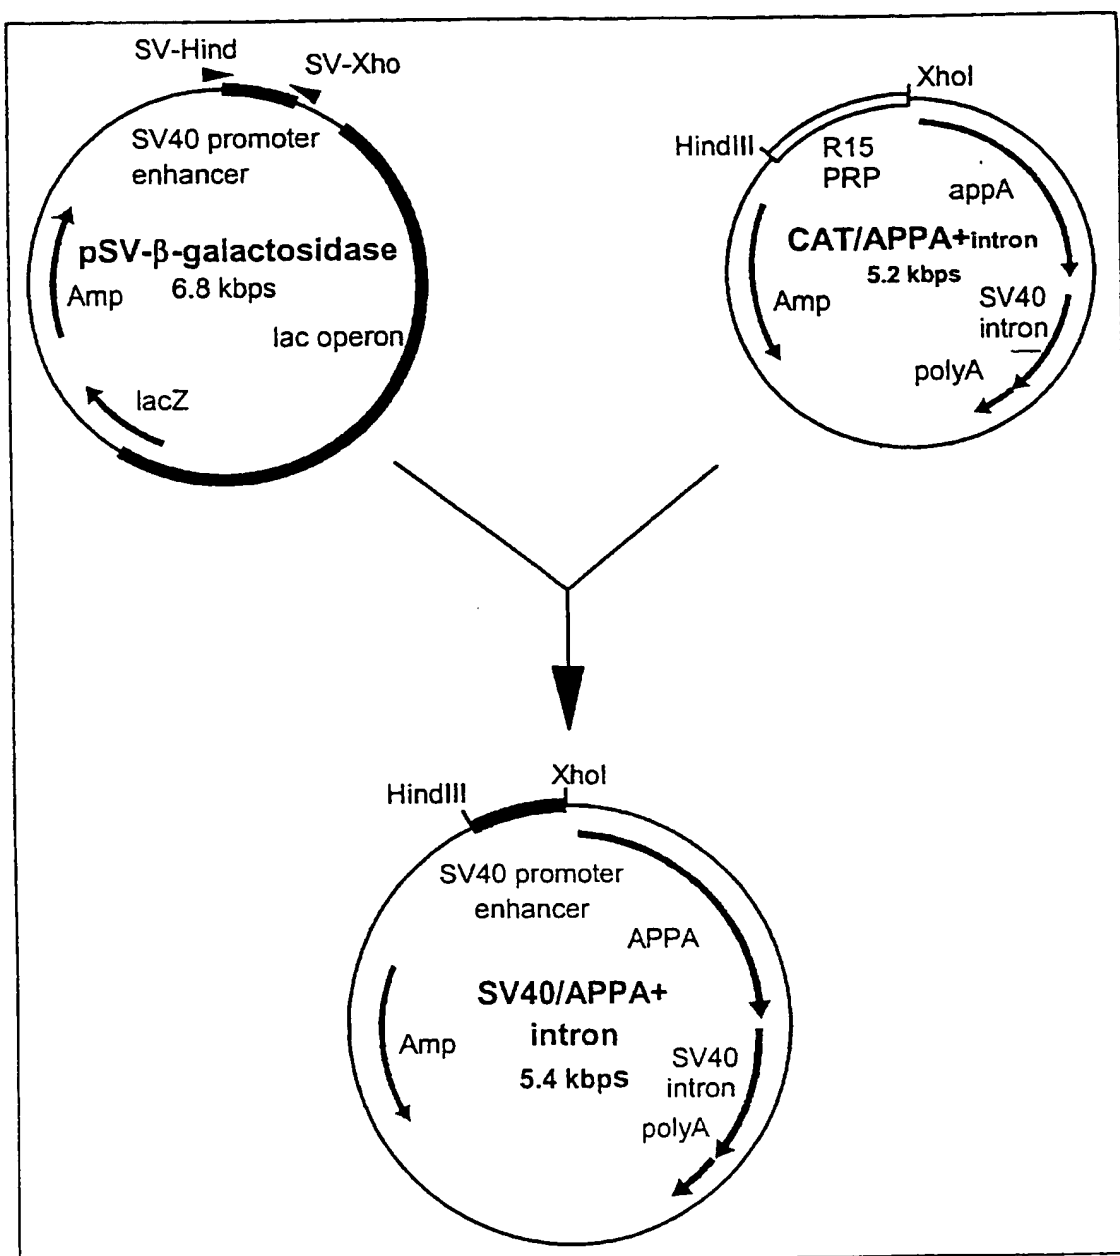 SV-Hind
SV-Xho
SV40 promoter
enhancer
pSV-β-galactosidase
6.8 kbps
Amp
lac operon
lacZ
XhoI
HindIII
R15
PRP
appA
CAT/APPA+intron
5.2 kbps
Amp
SV40
intron
polyA
XhoI
HindIII
SV40 promoter
enhancer
APPA
SV40/APPA+
intron
5.4 kbps
Amp
SV40
intron
polyA